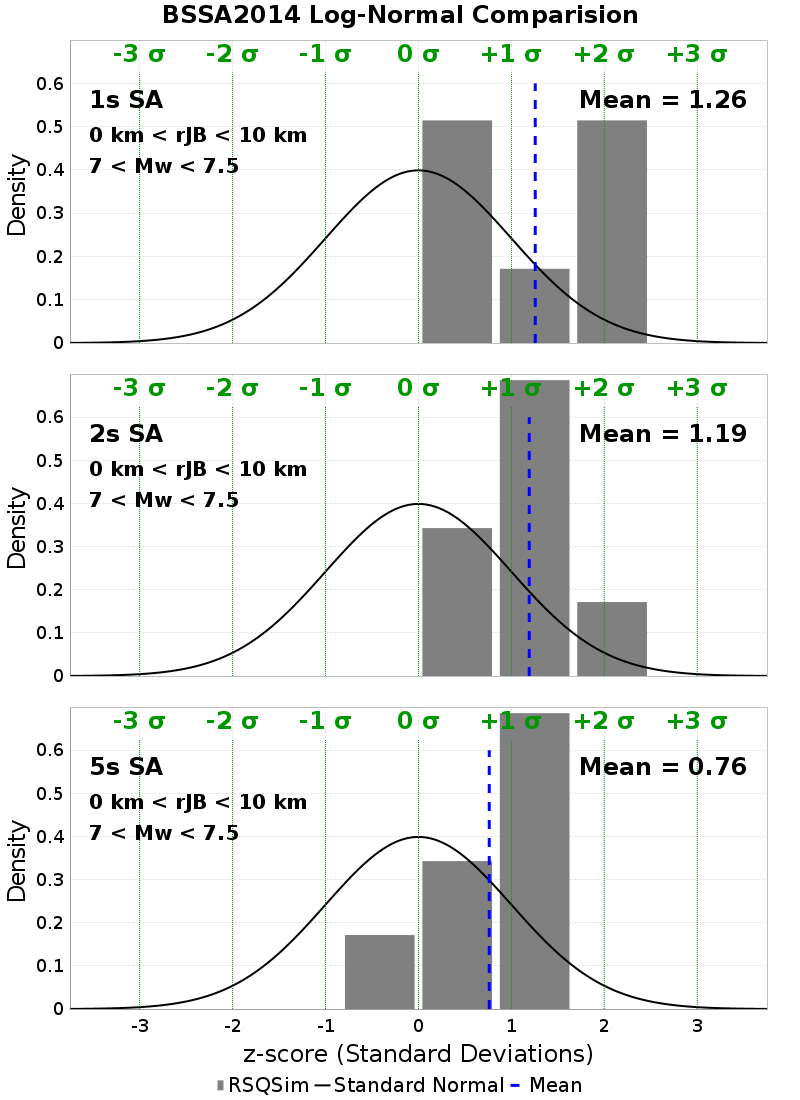 BSSA2014 Log-Normal Comparision
-3 σ -2 σ -1 σ 0 σ +1 σ +2 σ +3 σ
1s SA
Mean = 1.26
0 km < rJB < 10 km
7 < Mw < 7.5
Density
0.6
0.5
0.4
0.3
0.2
0.1
0
-3 σ -2 σ -1 σ 0 σ +1 σ +2 σ +3 σ
2s SA
Mean = 1.19
0 km < rJB < 10 km
7 < Mw < 7.5
Density
0.6
0.5
0.4
0.3
0.2
0.1
0
-3 σ -2 σ -1 σ 0 σ +1 σ +2 σ +3 σ
5s SA
Mean = 0.76
0 km < rJB < 10 km
7 < Mw < 7.5
Density
0.6
0.5
0.4
0.3
0.2
0.1
0
-3 -2 -1 0 1 2 3
z-score (Standard Deviations)
RSQSim Standard Normal Mean